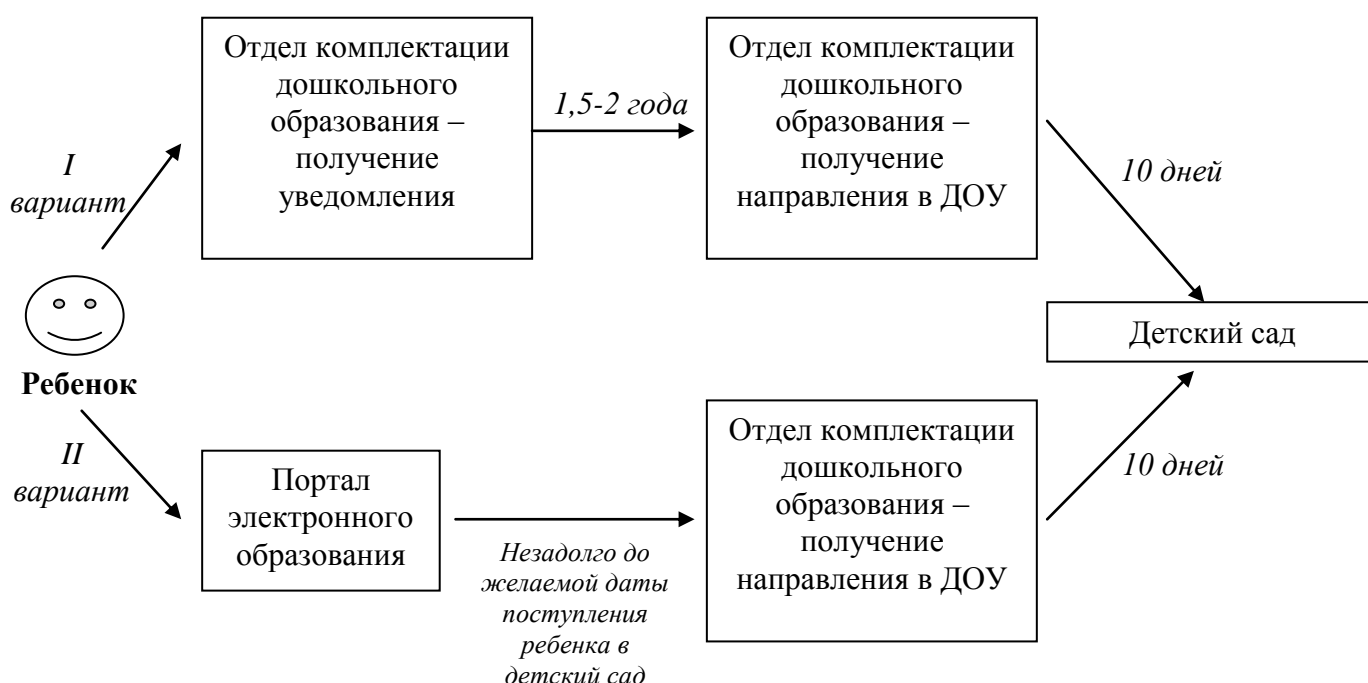 Отдел комплектации
дошкольного
образования –
получение
уведомления
1,5-2 года
Отдел комплектации
дошкольного
образования –
получение
направления в ДОУ
I
вариант
10 дней
Детский сад
Ребенок
II
вариант
Портал
электронного
образования
Незадолго до
желаемой даты
поступления
ребенка в
детский сад
Отдел комплектации
дошкольного
образования –
получение
направления в ДОУ
10 дней